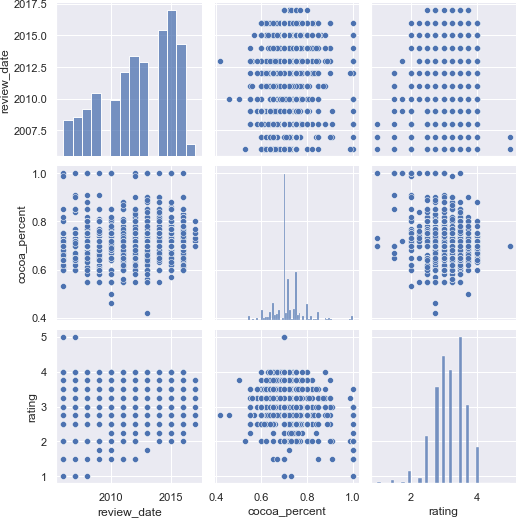 2017.5
2015.0
2012.5
2010.0
2007.5
review_date
1.0
0.8
0.6
0.4
cocoa_percent
5
4
3
2
1
rating
2010 2015
review_date
0.4 0.6 0.8 1.0
cocoa_percent
2 4
rating